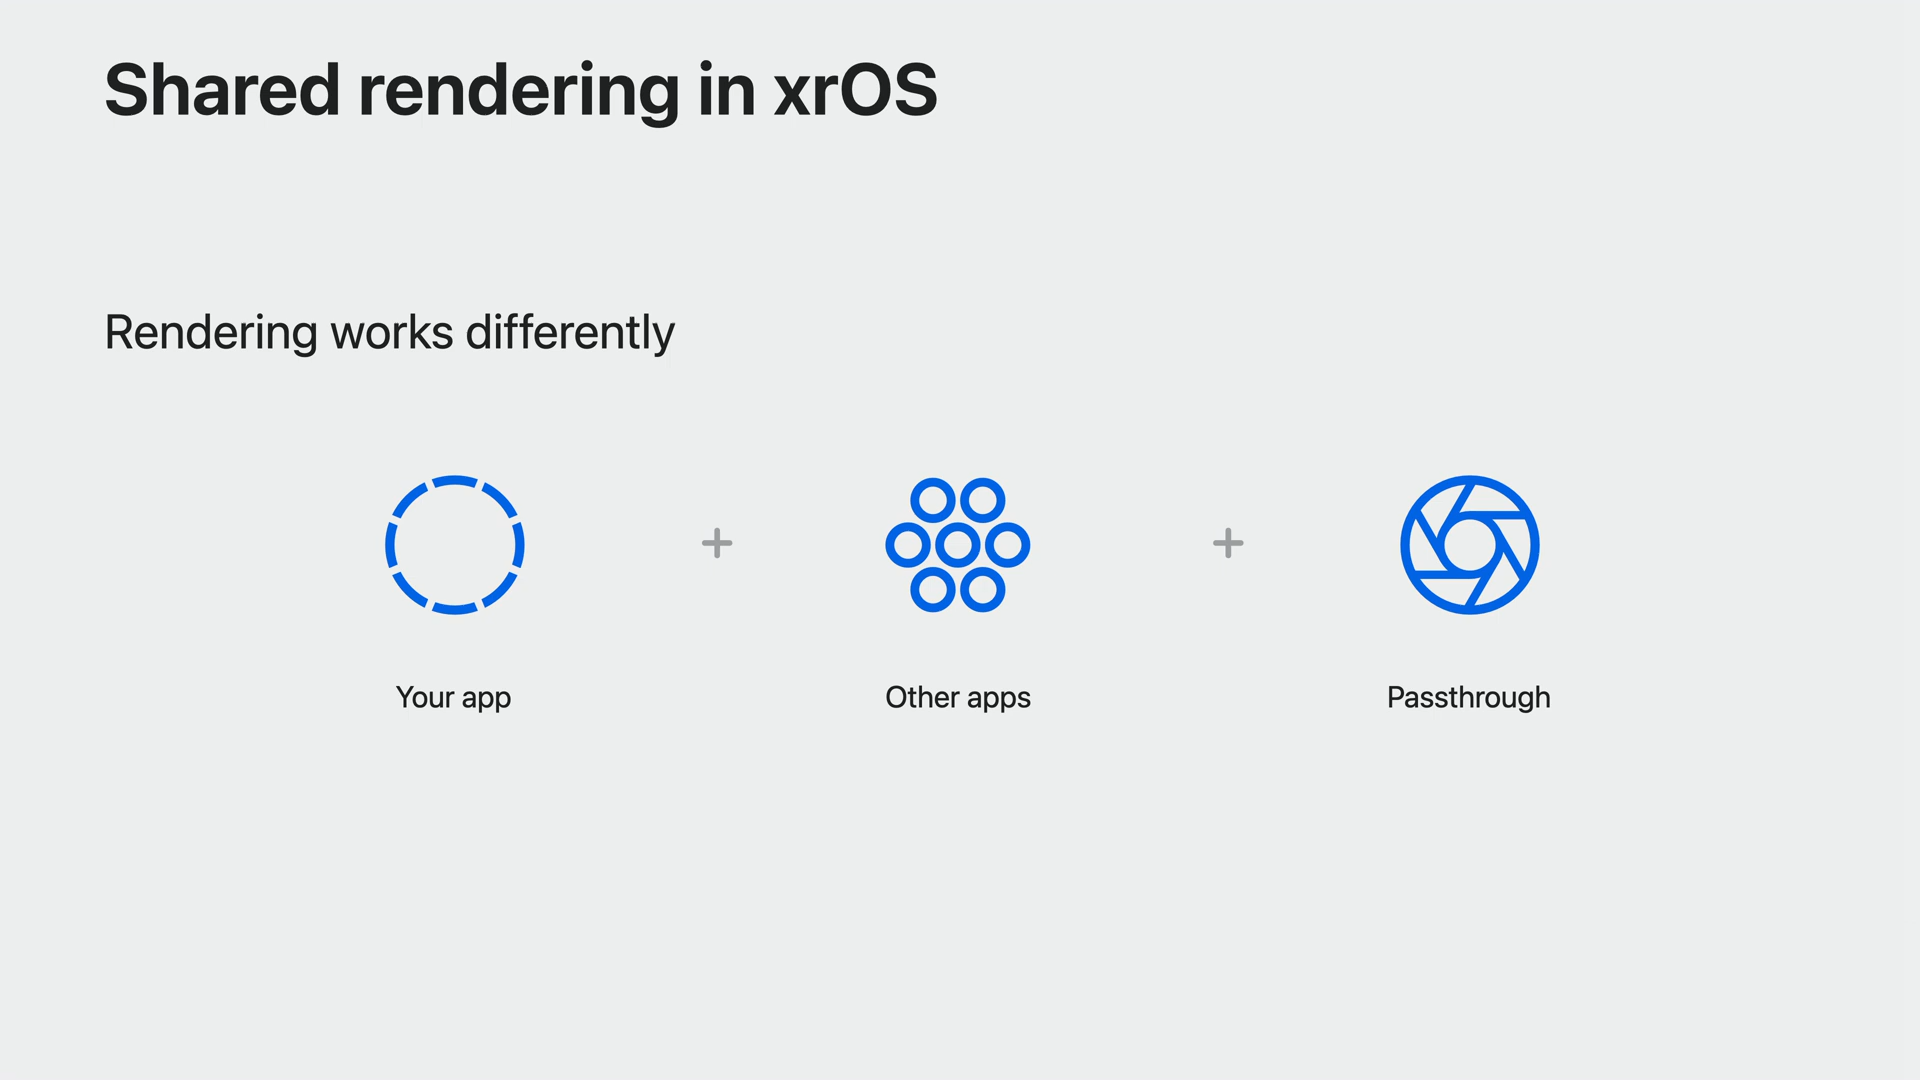 Shared rendering in xrOS
Rendering works differently
+ +
Your app Other apps Passthrough